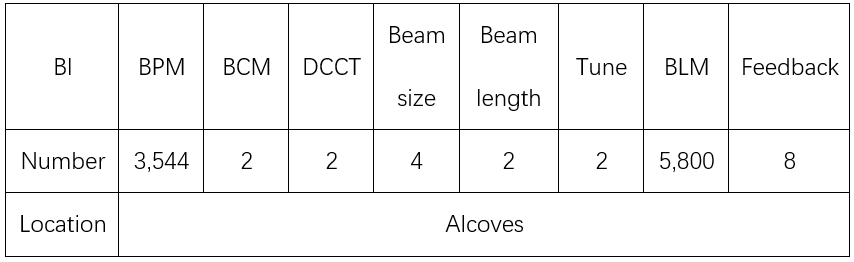 BI BPM BCM DCCT Beam size Beam length Tune BLM Feedback
Number 3,544 2 2 4 2 2 5,800 8
Location Alcoves